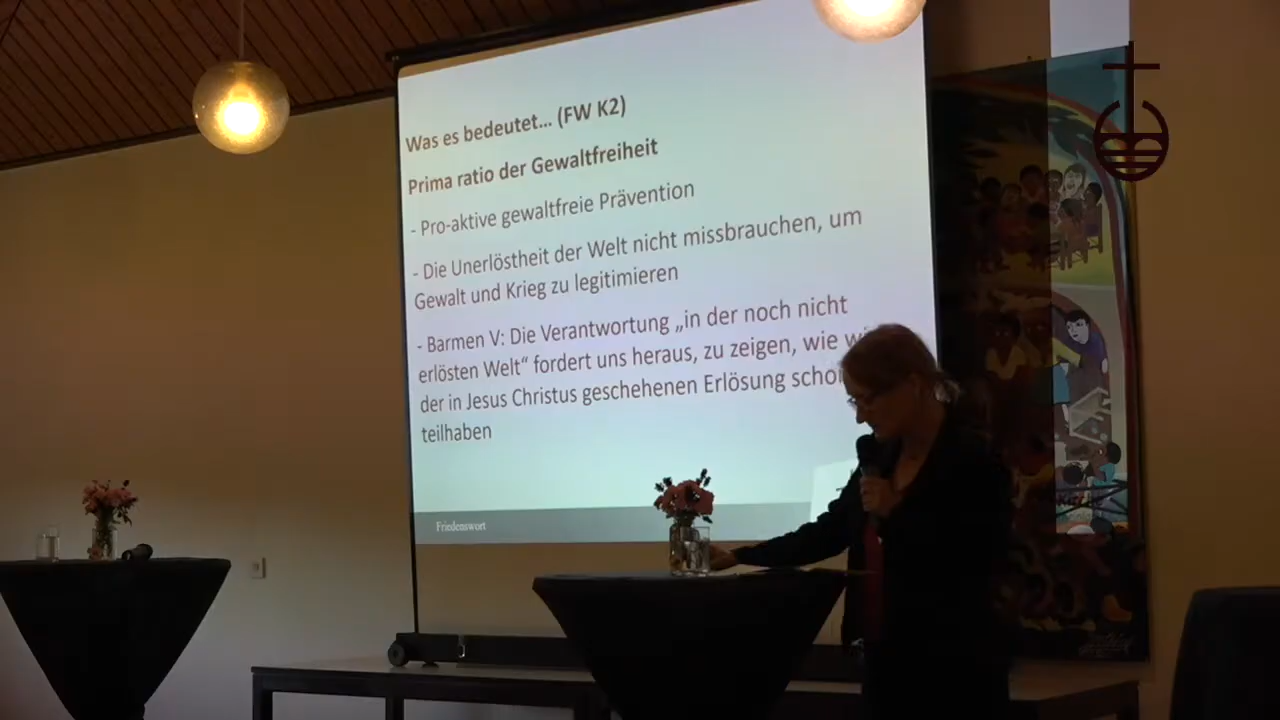 Was es bedeutet... (FW K2)
Prima ratio der Gewaltfreiheit
- Pro-aktive gewaltfreie Prävention
- Die Unerlöstheit der Welt nicht missbrauchen, um
Gewalt und Krieg zu legitimieren
- Barmen V: Die Verantwortung „in der noch nicht
erlösten Welt“ fordert uns heraus, zu zeigen, wie
der in Jesus Christus geschehenen Erlösung
teilhaben
Friedenswort